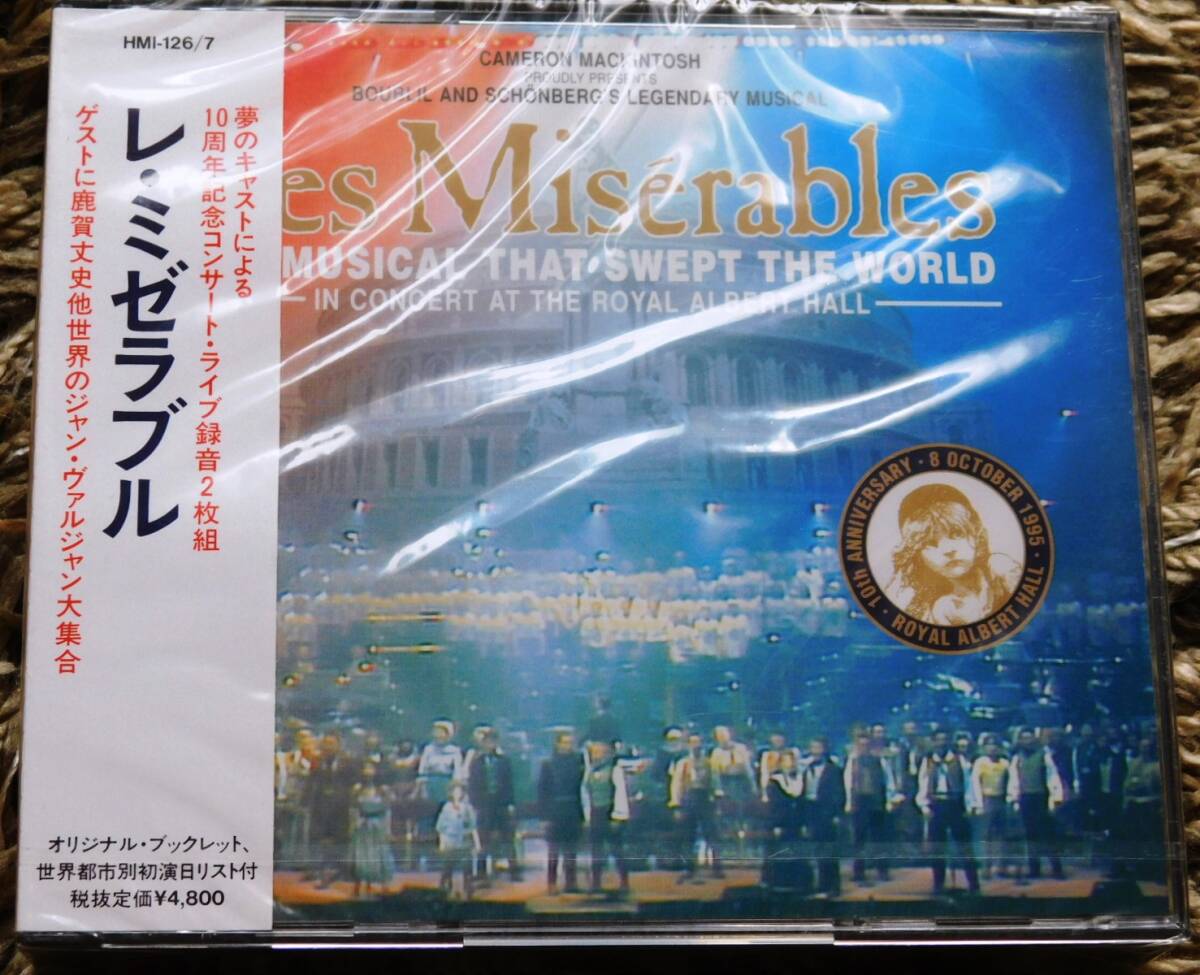 HMI-126/7
夢のキャストによる
10周年記念コンサート・ライブ録音2枚組
レ・ミゼラブル
ゲストに鹿賀丈史他世界のジャン・ヴァルジャン大集合
オリジナル・ブックレット、
世界都市別初演日リスト付
税抜定価¥4,800
CAMERON MACKINTOSH
PROUDLY PRESENTS
BOUBLIL AND SCHÖNBERG'S LEGENDARY MUSICAL
es Misérables
MUSICAL THAT SWEPT THE WORLD
IN CONCERT AT THE ROYAL ALBERT HALL
10th ANNIVERSARY · 8 OCTOBER 1995 · ROYAL ALBERT HALL ·